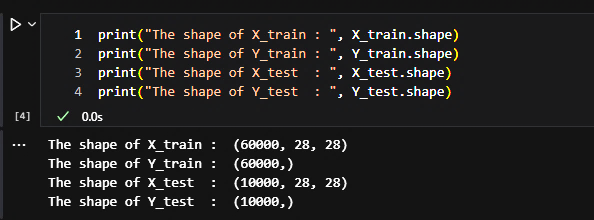 1 print("The shape of X_train : ", X_train.shape)
2 print("The shape of Y_train : ", Y_train.shape)
3 print("The shape of X_test  : ", X_test.shape)
4 print("The shape of Y_test  : ", Y_test.shape)
[4] ✓ 0.0s
... The shape of X_train :  (60000, 28, 28)
The shape of Y_train :  (60000,)
The shape of X_test  :  (10000, 28, 28)
The shape of Y_test  :  (10000,)